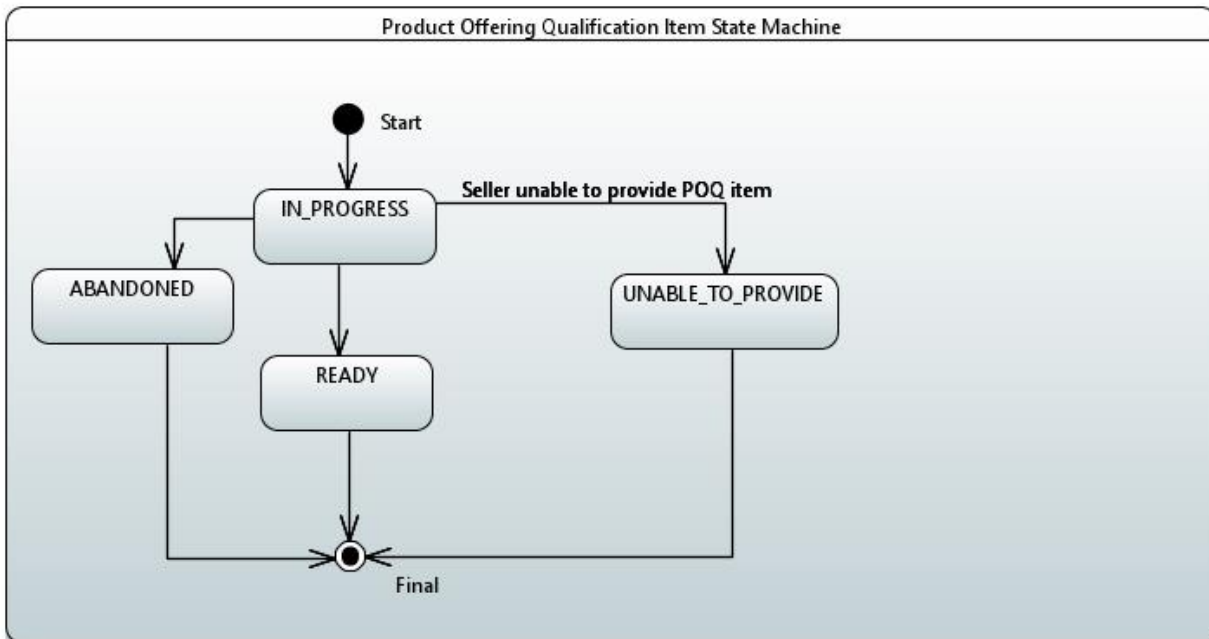 Product Offering Qualification Item State Machine
Start
Seller unable to provide POQ item
IN_PROGRESS
ABANDONED
UNABLE_TO_PROVIDE
READY
Final